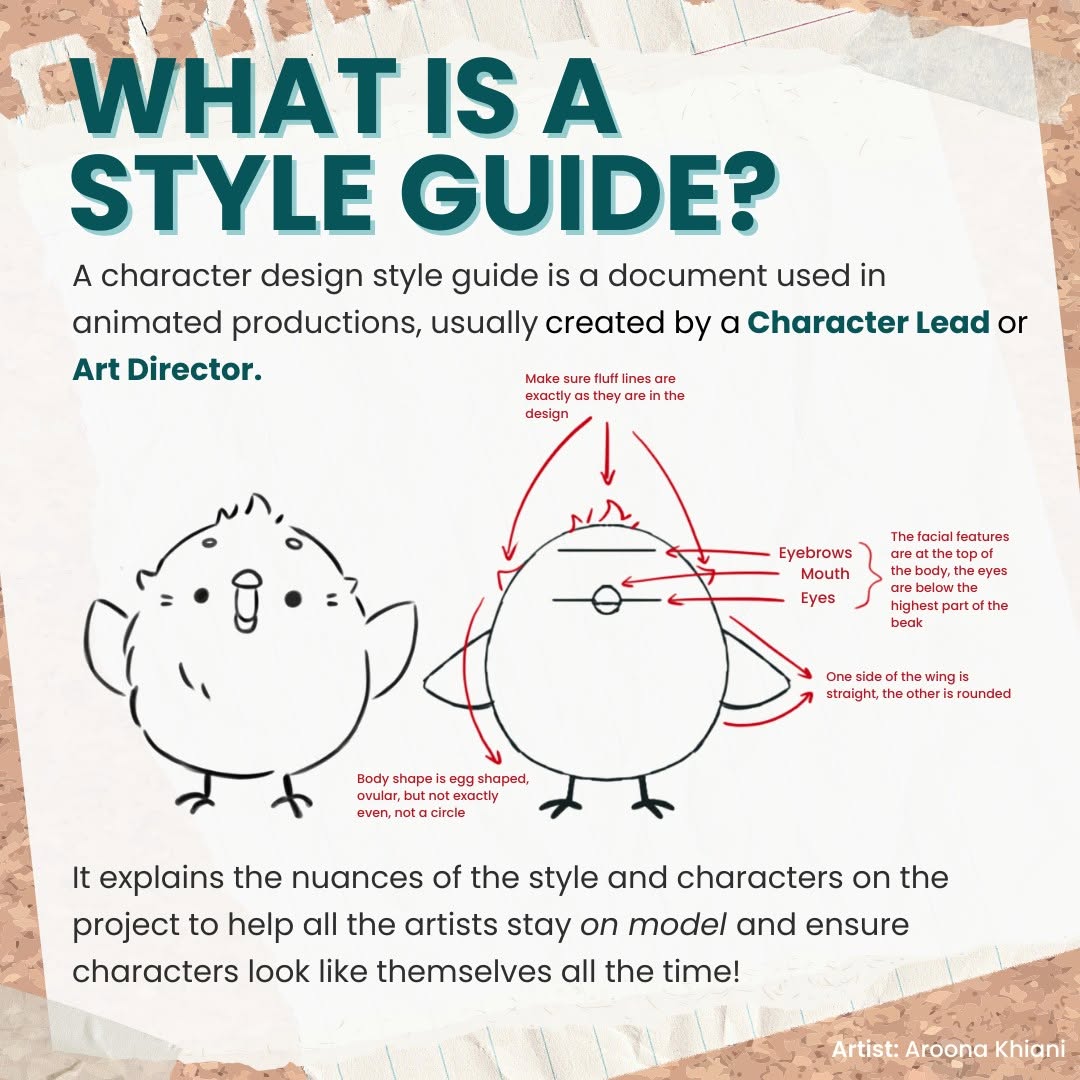 WHAT IS A
STYLE GUIDE?
A character design style guide is a document used in
animated productions, usually created by a Character Lead or
Art Director.
Make sure fluff lines are
exactly as they are in the
design
Eyebrows
Mouth
Eyes
The facial features
are at the top of
the body, the eyes
are below the
highest part of the
beak
One side of the wing is
straight, the other is rounded
Body shape is egg shaped,
ovular, but not exactly
even, not a circle
It explains the nuances of the style and characters on the
project to help all the artists stay on model and ensure
characters look like themselves all the time!
Artist: Aroona Khiani